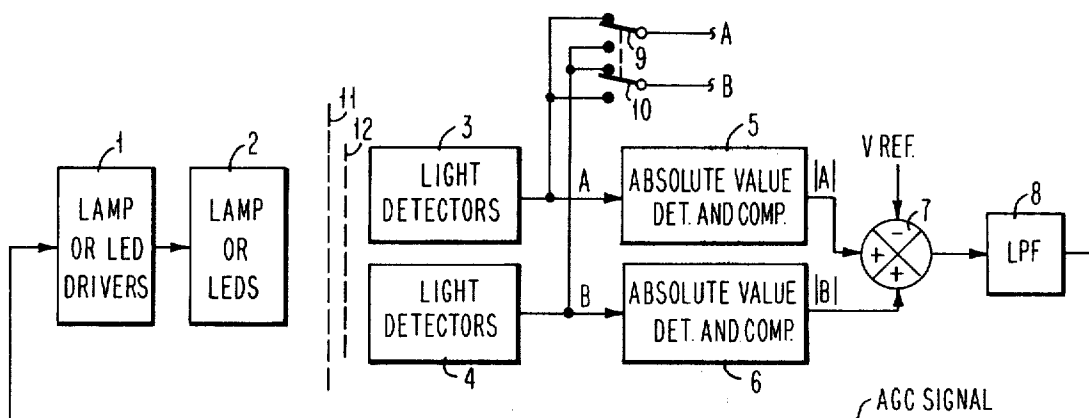 A
9
B
10
11
12
1
2
3
5
V REF.
LAMP
OR LED
DRIVERS
LAMP
OR
LEDS
LIGHT
DETECTORS
A
ABSOLUTE VALUE
DET. AND COMP.
|A|
-
7
+
+
8
LPF
LIGHT
DETECTORS
B
ABSOLUTE VALUE
DET. AND COMP.
|B|
4
6
AGC SIGNAL